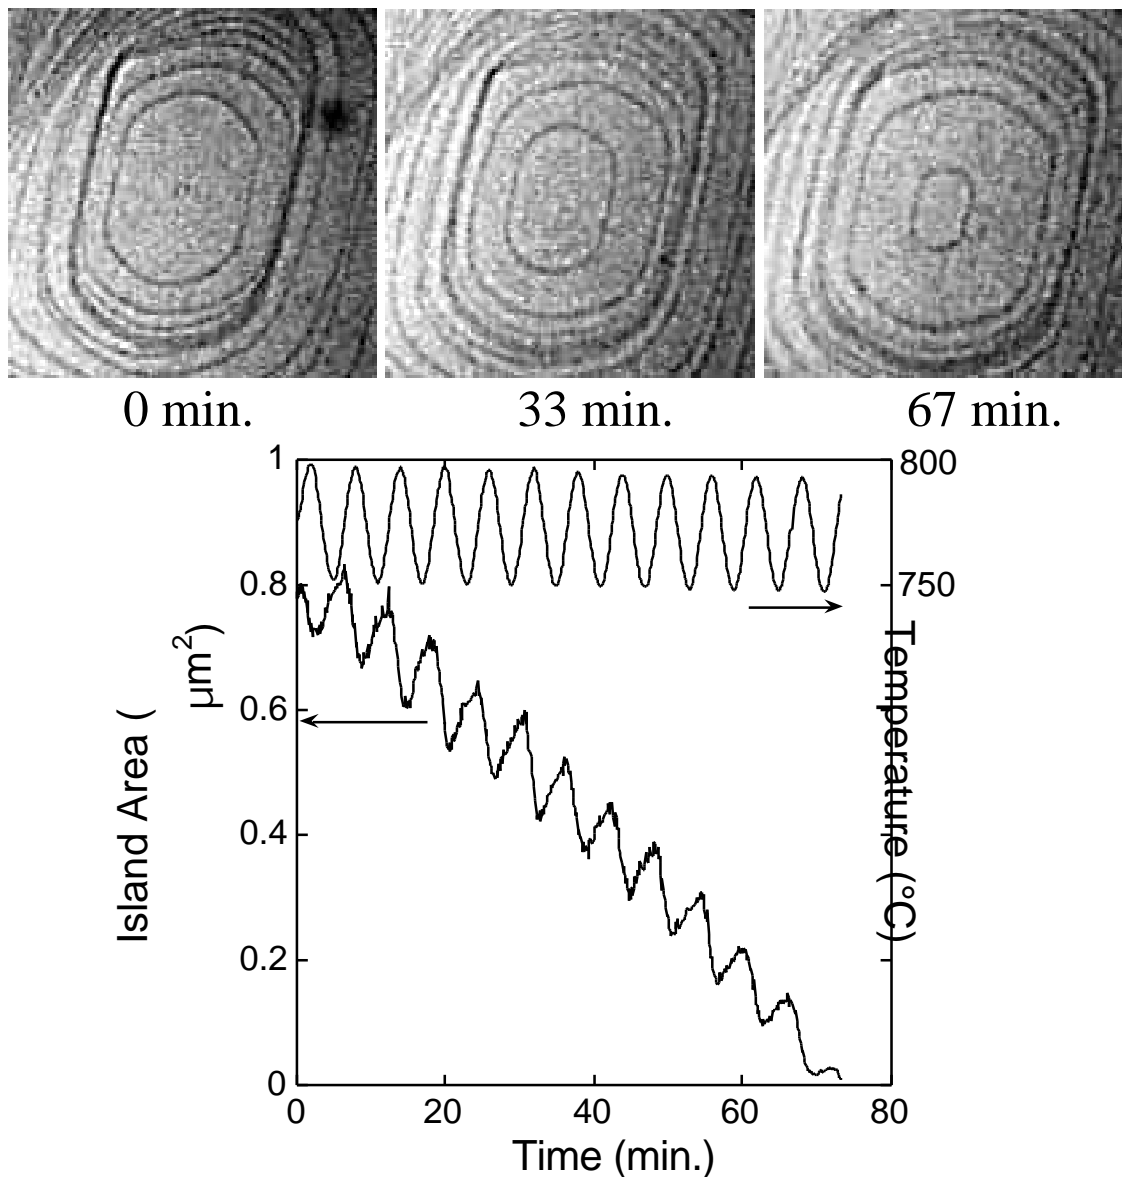 0 min.
33 min.
67 min.
1
0.8
0.6
0.4
0.2
0
800
750
Island Area (
μm2)
Temperature (°C)
0
20
40
60
80
Time (min.)